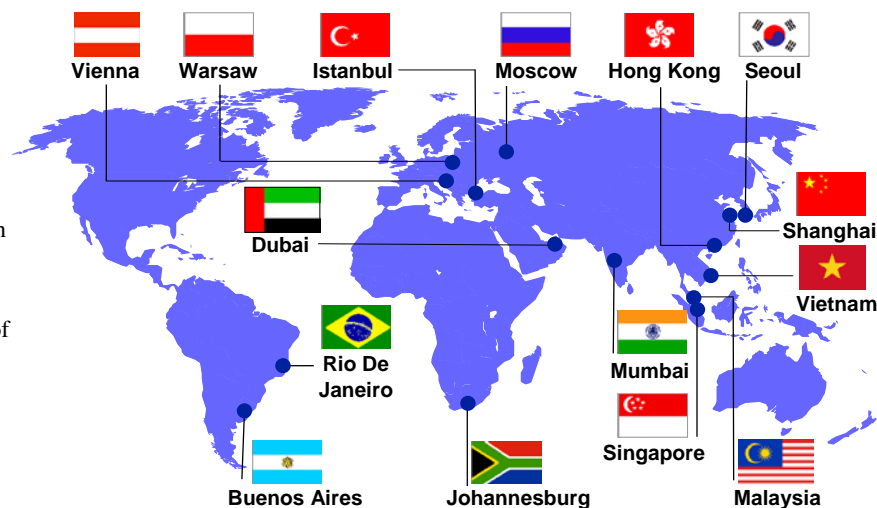 Vienna
Warsaw
Istanbul
Moscow
Hong Kong
Seoul
Shanghai
Dubai
Vietnam
Rio De
Janeiro
Mumbai
Singapore
Buenos Aires
Johannesburg
Malaysia
of